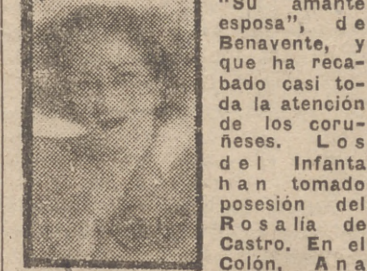 "Su amante
esposa", de
Benavente, y
que ha reca-
bado casi to-
da la atención
de los coru-
ñeses. Los
del Infanta
han tomado
posesión del
Rosalía de
Castro. En el
Colón, Ana